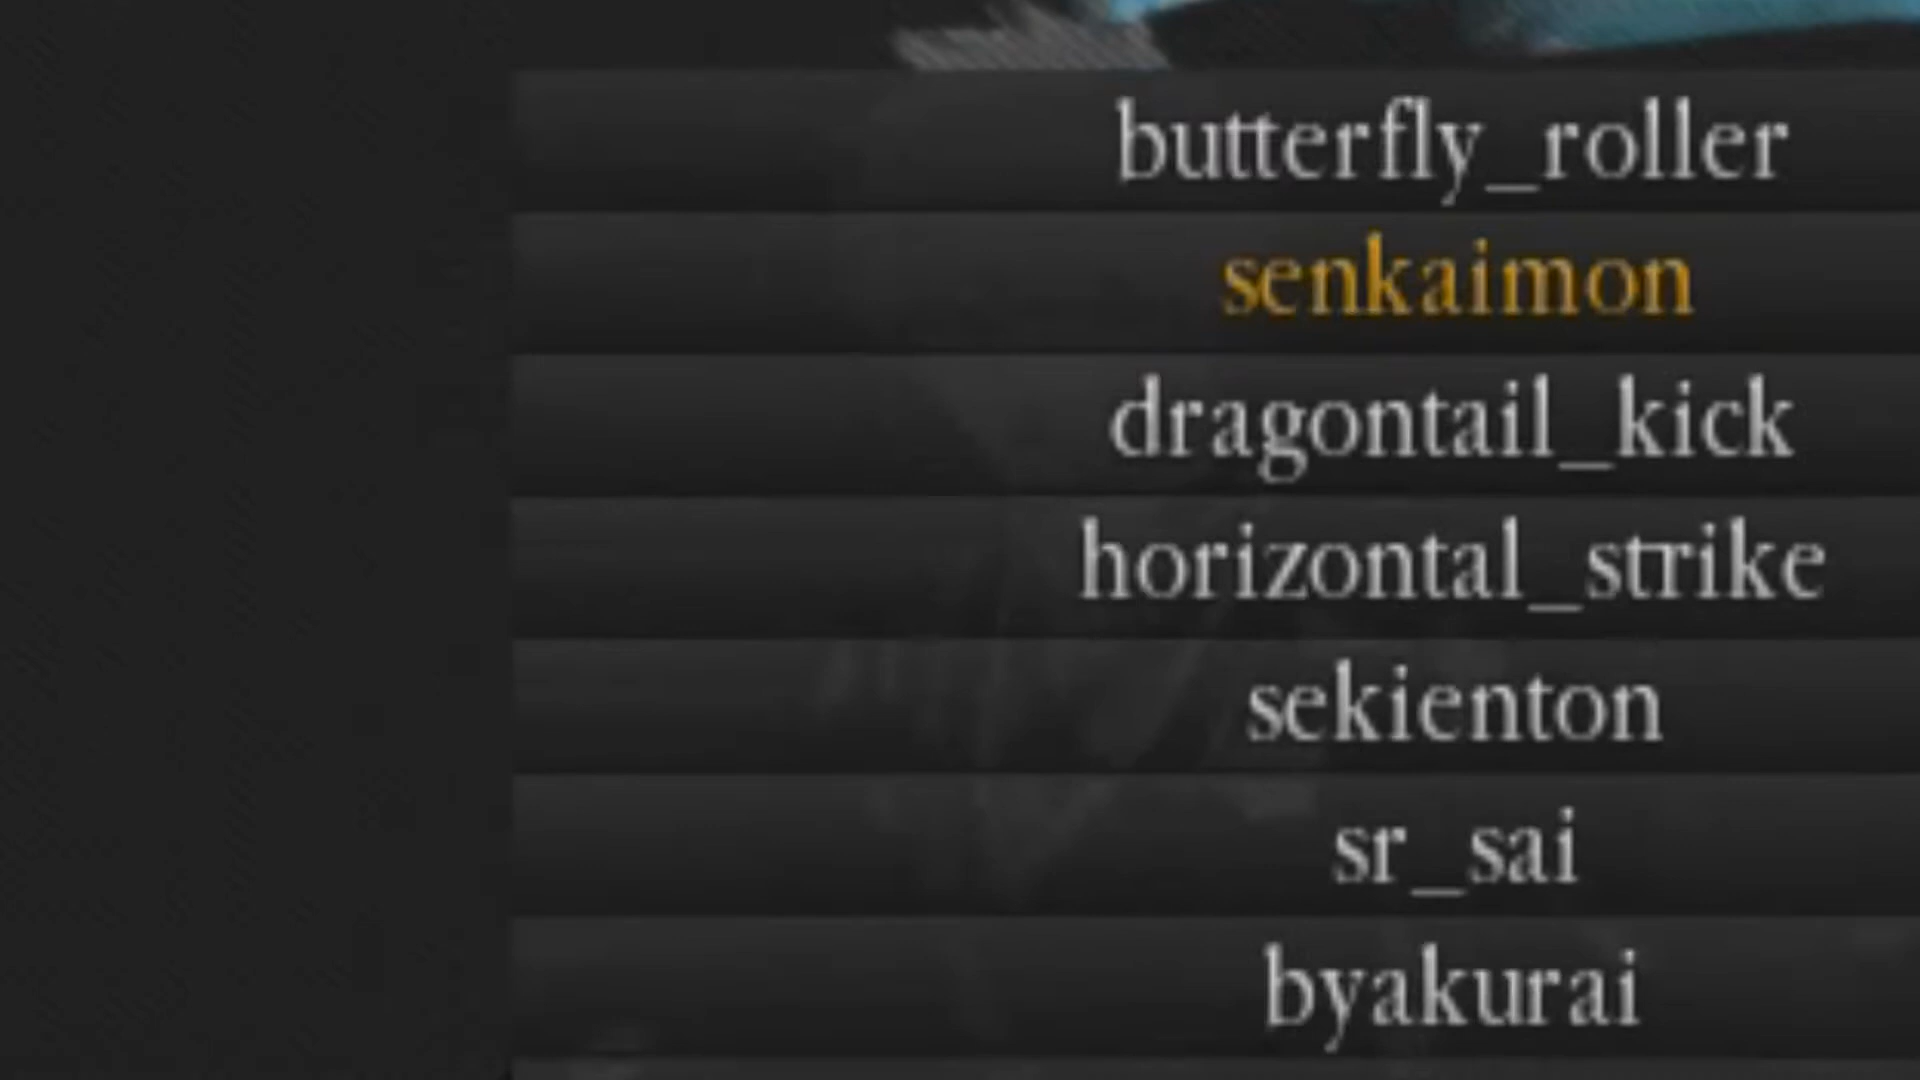 butterfly_roller
senkaimon
dragontail_kick
horizontal_strike
sekienton
sr_sai
byakurai